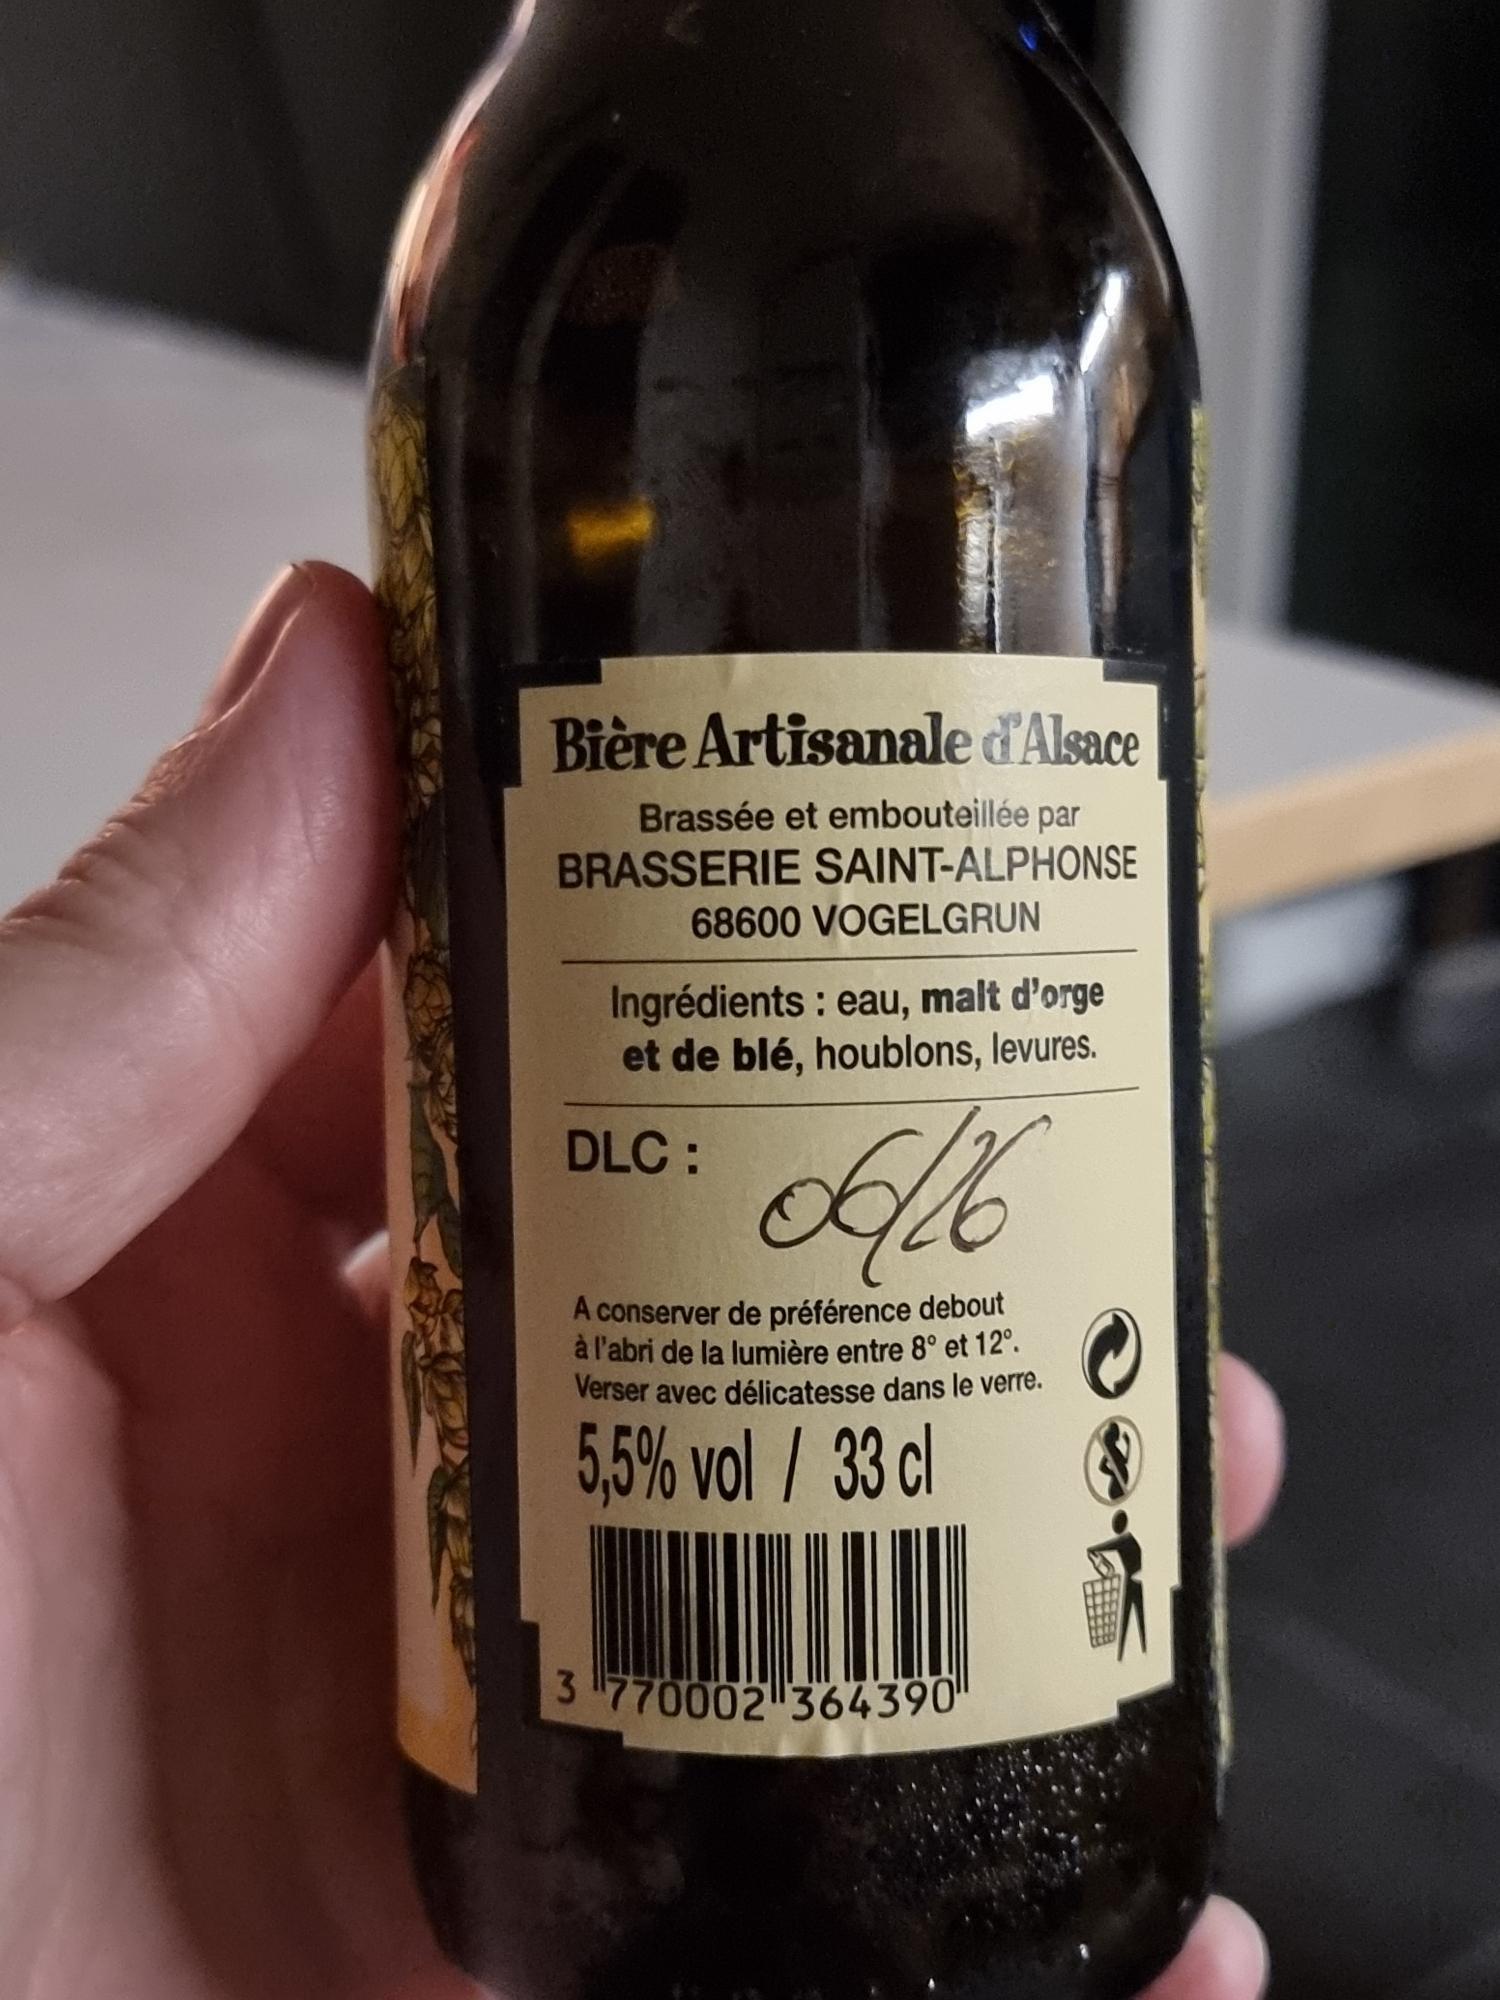 Bière Artisanale d'Alsace
Brassée et embouteillée par
BRASSERIE SAINT-ALPHONSE
68600 VOGELGRUN
Ingrédients : eau, malt d'orge
et de blé, houblons, levures.
DLC : 06/26
A conserver de préférence debout
à l'abri de la lumière entre 8° et 12°.
Verser avec délicatesse dans le verre.
5,5% vol / 33 cl
3 770002 364390